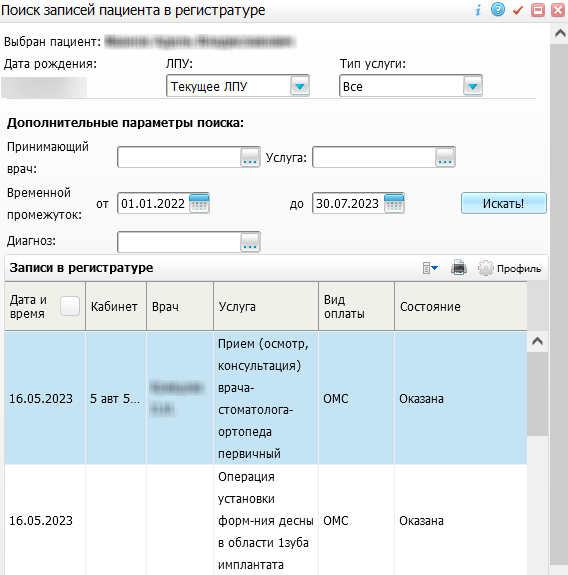 Поиск записей пациента в регистратуре
Выбран пациент:
Дата рождения: ЛПУ: Тип услуги:
Текущее ЛПУ Все
Дополнительные параметры поиска:
Принимающий врач: Услуга:
Временной промежуток: от 01.01.2022 до 30.07.2023 Искать!
Диагноз:
Записи в регистратуре Профиль
Дата и время Кабинет Врач Услуга Вид оплаты Состояние
Прием (осмотр,
консультация)
врача-
16.05.2023 5 авт 5... стоматолога- ОМС Оказана
ортопеда
первичный
Операция
установки
16.05.2023 форм-ния десны ОМС Оказана
в области 1зуба
имплантата